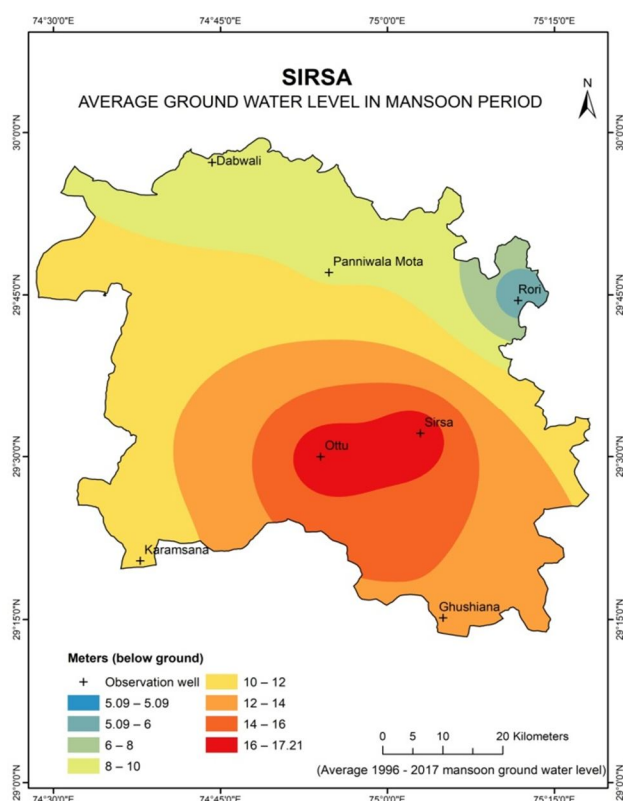 74°30'0"E 74°45'0"E 75°0'0"E 75°15'0"E
SIRSA
AVERAGE GROUND WATER LEVEL IN MANSOON PERIOD
N
30°0'0"N 30°0'0"N
Dabwali
Panniwala Mota
Rori
29°45'0"N 29°45'0"N
Sirsa
Ottu
29°30'0"N 29°30'0"N
Karamsana
Ghushiana
29°15'0"N 29°15'0"N
Meters (below ground)
+ Observation well
5.09 – 5.09
5.09 – 6
6 – 8
8 – 10
10 – 12
12 – 14
14 – 16
16 – 17.21
0 5 10 20 Kilometers
(Average 1996 - 2017 mansoon ground water level)
29°0'0"N 29°0'0"N
74°30'0"E 74°45'0"E 75°0'0"E 75°15'0"E